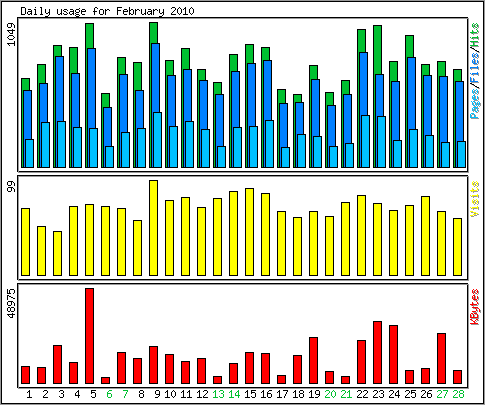 Daily usage for February 2010
1049
Pages/Files/Hits
99
Visits
48975
KBytes
1 2 3 4 5 6 7 8 9 10 11 12 13 14 15 16 17 18 19 20 21 22 23 24 25 26 27 28